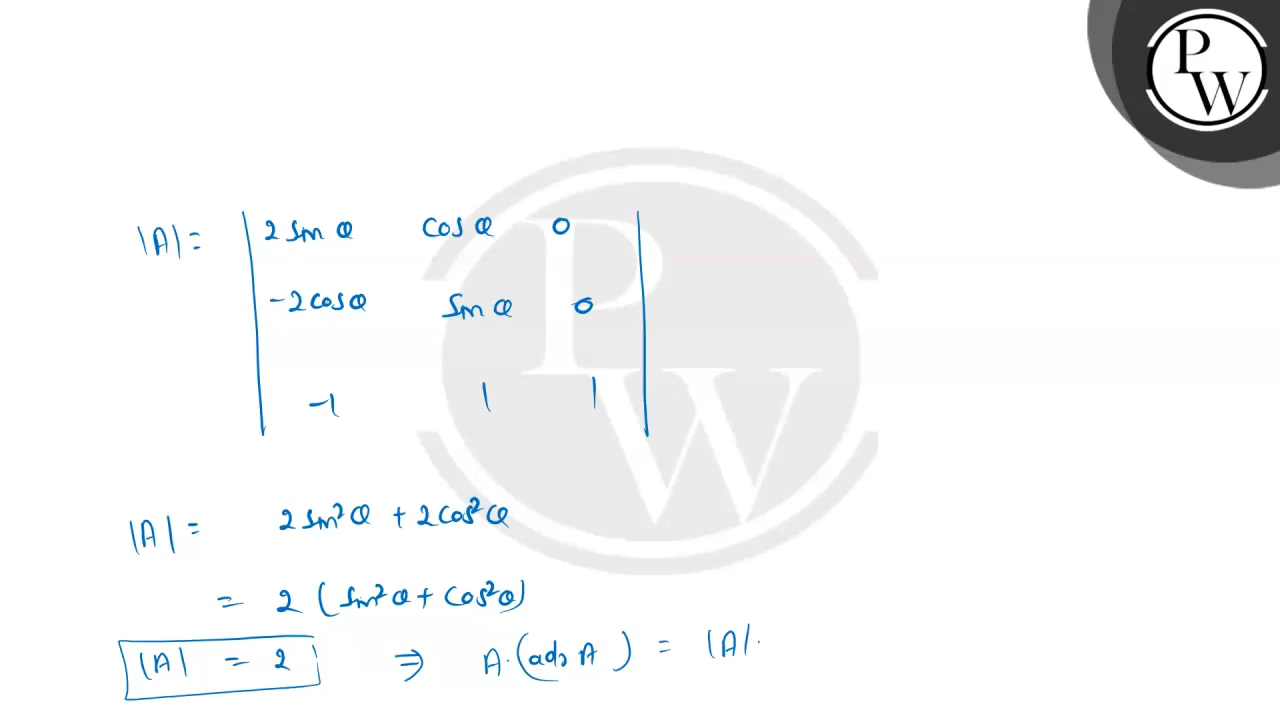 PW
|A| = | 2 sin θ cos θ 0 |
| -2 cos θ sin θ 0 |
| -1 1 1 |
|A| = 2 sin²θ + 2 cos²θ
= 2 (sin²θ + cos²θ)
|A| = 2 ⇒ A·(adj A) = |A|·